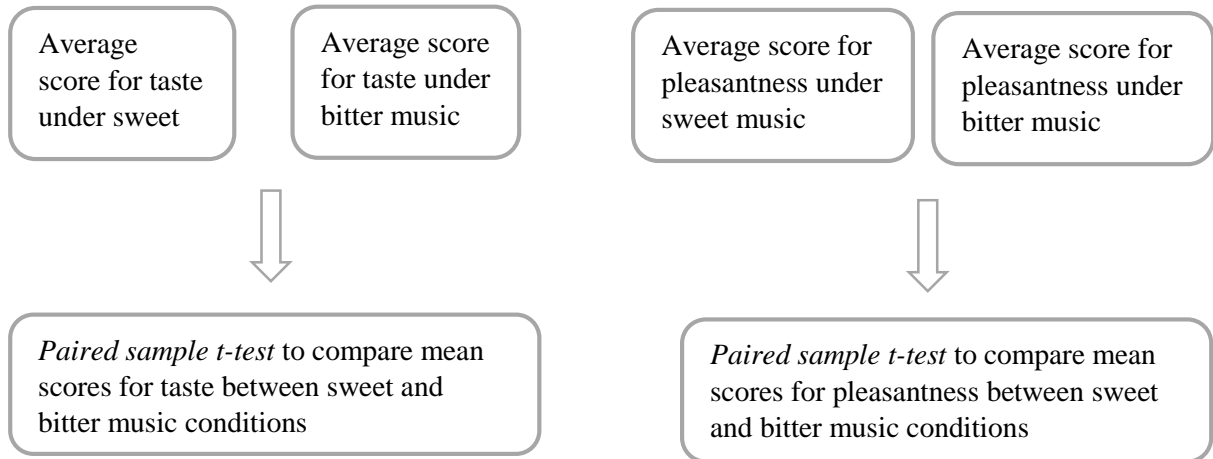 Average
score for taste
under sweet
Average score
for taste under
bitter music
Average score for
pleasantness under
sweet music
Average score for
pleasantness under
bitter music
Paired sample t-test to compare mean
scores for taste between sweet and
bitter music conditions
Paired sample t-test to compare mean
scores for pleasantness between sweet
and bitter music conditions